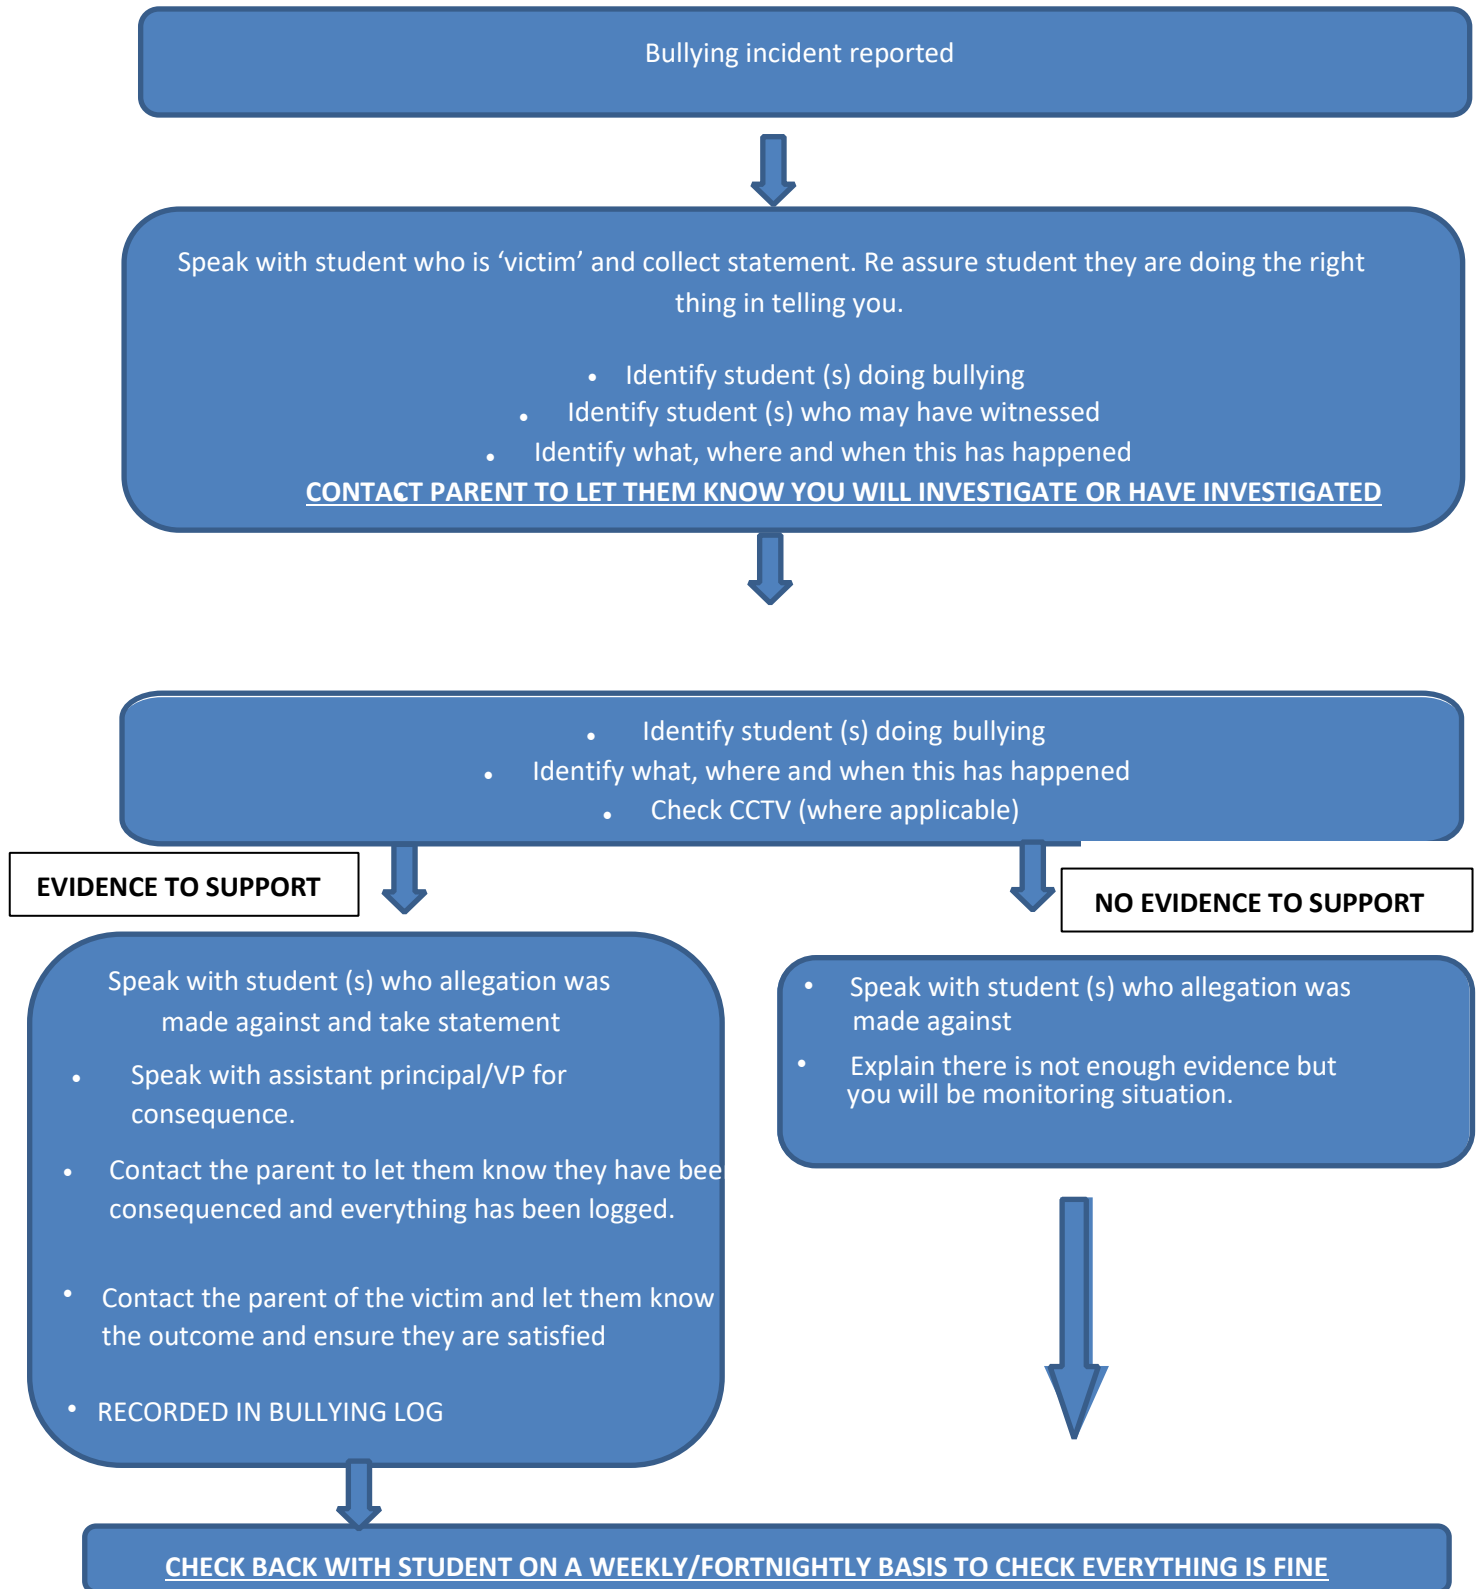 Bullying incident reported
Speak with student who is ‘victim’ and collect statement. Re assure student they are doing the right
thing in telling you.
• Identify student (s) doing bullying
• Identify student (s) who may have witnessed
• Identify what, where and when this has happened
• CONTACT PARENT TO LET THEM KNOW YOU WILL INVESTIGATE OR HAVE INVESTIGATED
• Identify student (s) doing bullying
• Identify what, where and when this has happened
• Check CCTV (where applicable)
EVIDENCE TO SUPPORT
NO EVIDENCE TO SUPPORT
Speak with student (s) who allegation was
made against and take statement
• Speak with assistant principal/VP for
consequence.
• Contact the parent to let them know they have bee
consequenced and everything has been logged.
• Contact the parent of the victim and let them know
the outcome and ensure they are satisfied
• RECORDED IN BULLYING LOG
• Speak with student (s) who allegation was
made against
• Explain there is not enough evidence but
you will be monitoring situation.
CHECK BACK WITH STUDENT ON A WEEKLY/FORTNIGHTLY BASIS TO CHECK EVERYTHING IS FINE